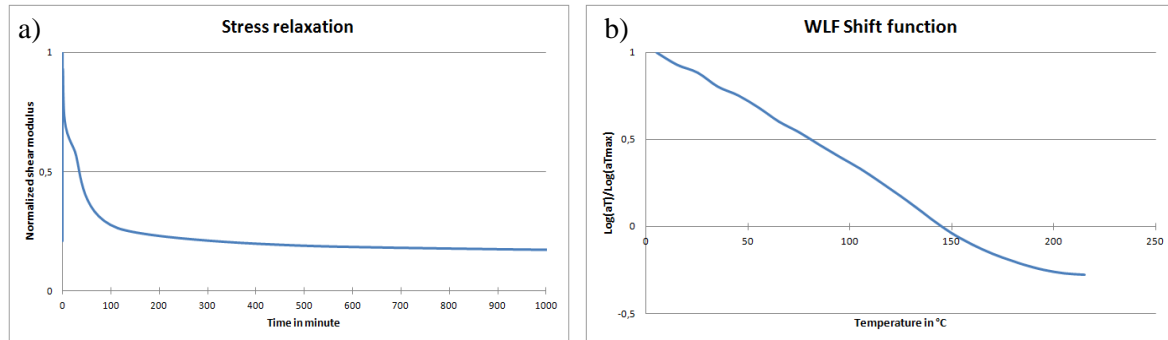 a)
Stress relaxation
Normalized shear modulus
1
0,5
0
0 100 200 300 400 500 600 700 800 900 1000
Time in minute
b)
WLF Shift function
Log(aT)/Log(aTmax)
1
0,5
0
-0,5
0 50 100 150 200 250
Temperature in °C